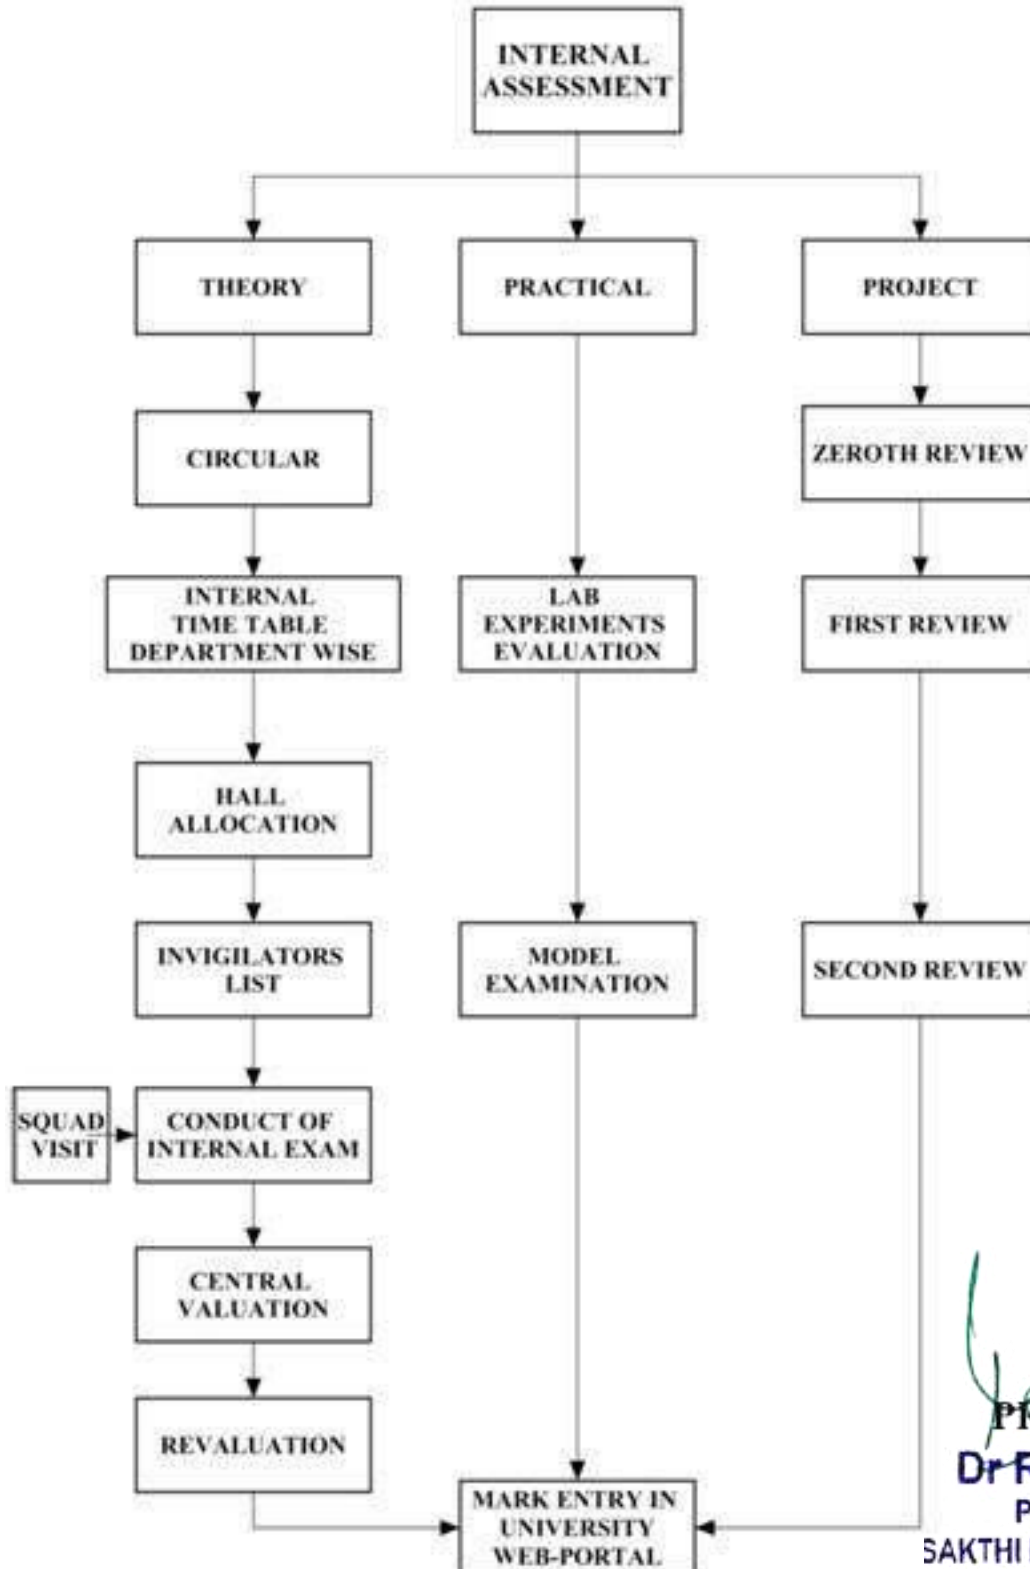 INTERNAL
ASSESSMENT
THEORY
PRACTICAL
PROJECT
CIRCULAR
ZEROTH REVIEW
INTERNAL
TIME TABLE
DEPARTMENT WISE
LAB
EXPERIMENTS
EVALUATION
FIRST REVIEW
HALL
ALLOCATION
INVIGILATORS
LIST
MODEL
EXAMINATION
SECOND REVIEW
SQUAD
VISIT
CONDUCT OF
INTERNAL EXAM
CENTRAL
VALUATION
REVALUATION
MARK ENTRY IN
UNIVERSITY
WEB-PORTAL
Dr
SAKTHI